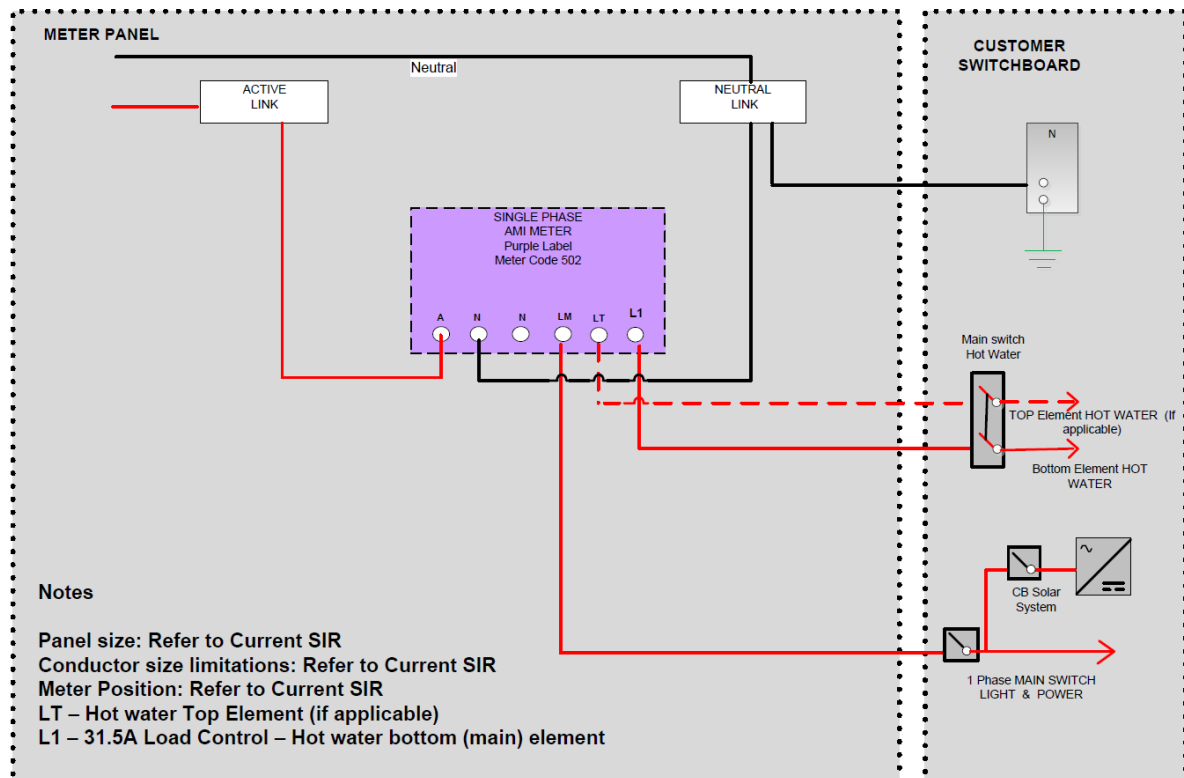 METER PANEL
Neutral
ACTIVE
LINK
NEUTRAL
LINK
CUSTOMER
SWITCHBOARD
N
SINGLE PHASE
AMI METER
Purple Label
Meter Code 502
A N N LM LT L1
Main switch
Hot Water
TOP Element HOT WATER (If
applicable)
Bottom Element HOT
WATER
CB Solar
System
1 Phase MAIN SWITCH
LIGHT & POWER
Notes
Panel size: Refer to Current SIR
Conductor size limitations: Refer to Current SIR
Meter Position: Refer to Current SIR
LT – Hot water Top Element (if applicable)
L1 – 31.5A Load Control – Hot water bottom (main) element